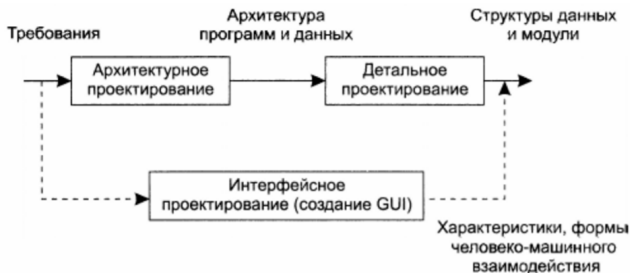 Требования
Архитектура
программ и данных
Структуры данных
и модули
Архитектурное
проектирование
Детальное
проектирование
Интерфейсное
проектирование (создание GUI)
Характеристики, формы
человеко-машинного
взаимодействия